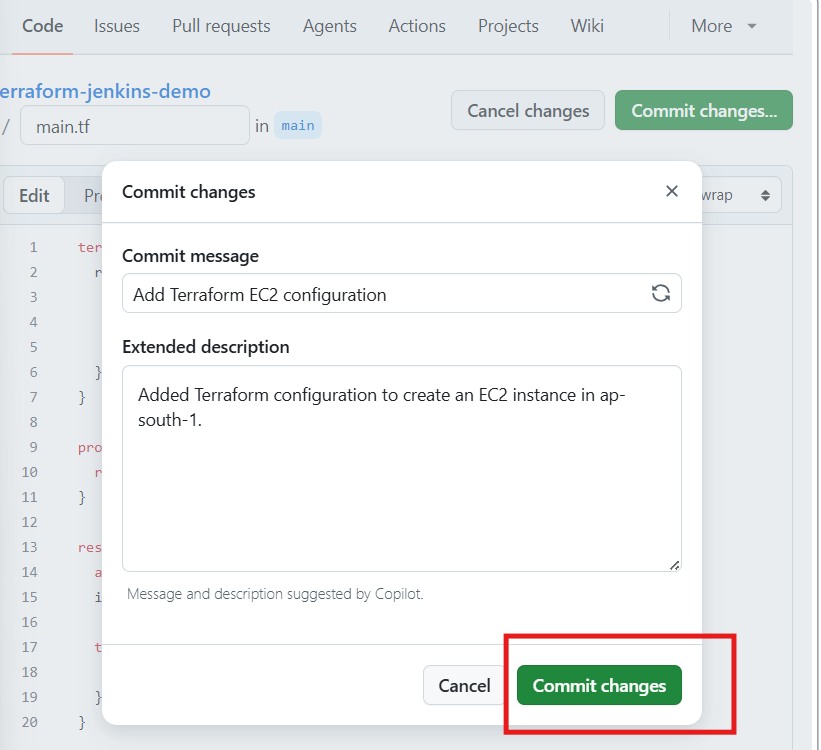 Code Issues Pull requests Agents Actions Projects Wiki More
erraform-jenkins-demo
/ main.tf in main Cancel changes Commit changes...
Edit Pr wrap
Commit changes
Commit message
Add Terraform EC2 configuration
Extended description
Added Terraform configuration to create an EC2 instance in ap-
south-1.
Message and description suggested by Copilot.
Cancel Commit changes
1 ter
2 r
3
4
5
6 }
7 }
8
9 pro
10 r
11 }
12
13 res
14 a
15 i
16
17 t
18
19 }
20 }